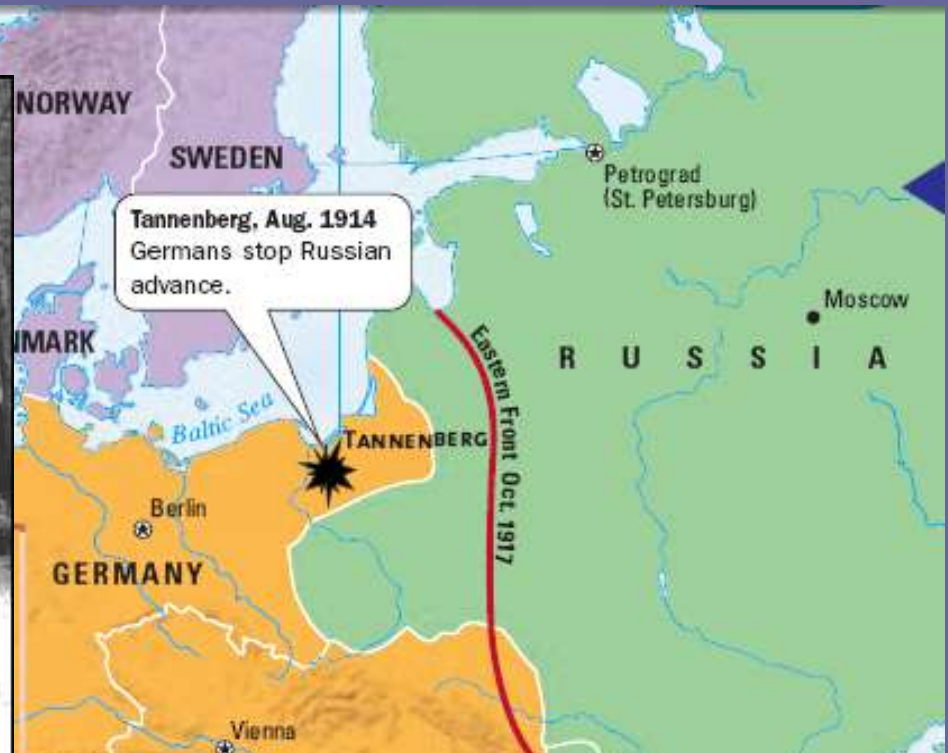 NORWAY
SWEDEN
Petrograd
(St. Petersburg)
Tannenberg, Aug. 1914
Germans stop Russian
advance.
Moscow
NMARK
RUSSIA
Eastern Front Oct. 1917
Baltic Sea
TANNENBERG
Berlin
GERMANY
Vienna